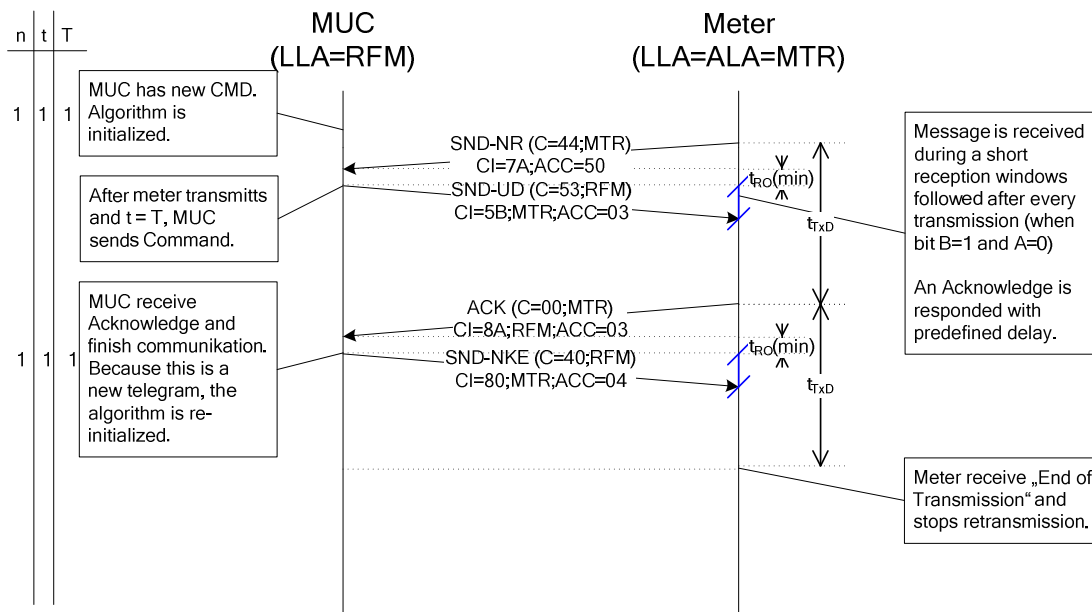 n t T
MUC
(LLA=RFM)
Meter
(LLA=ALA=MTR)
MUC has new CMD.
Algorithm is
initialized.
1 1 1
SND-NR (C=44;MTR)
CI=7A;ACC=50
SND-UD (C=53;RFM)
CI=5B;MTR;ACC=03
tRO(min)
tTxD
After meter transmitts
and t = T, MUC
sends Command.
Message is received
during a short
reception windows
followed after every
transmission (when
bit B=1 and A=0)
An Acknowledge is
responded with
predefined delay.
MUC receive
Acknowledge and
finish communikation.
Because this is a
new telegram, the
algorithm is re-
initialized.
1 1 1
ACK (C=00;MTR)
CI=8A;RFM;ACC=03
SND-NKE (C=40;RFM)
CI=80;MTR;ACC=04
tRO(min)
tTxD
Meter receive „End of
Transmission“ and
stops retransmission.